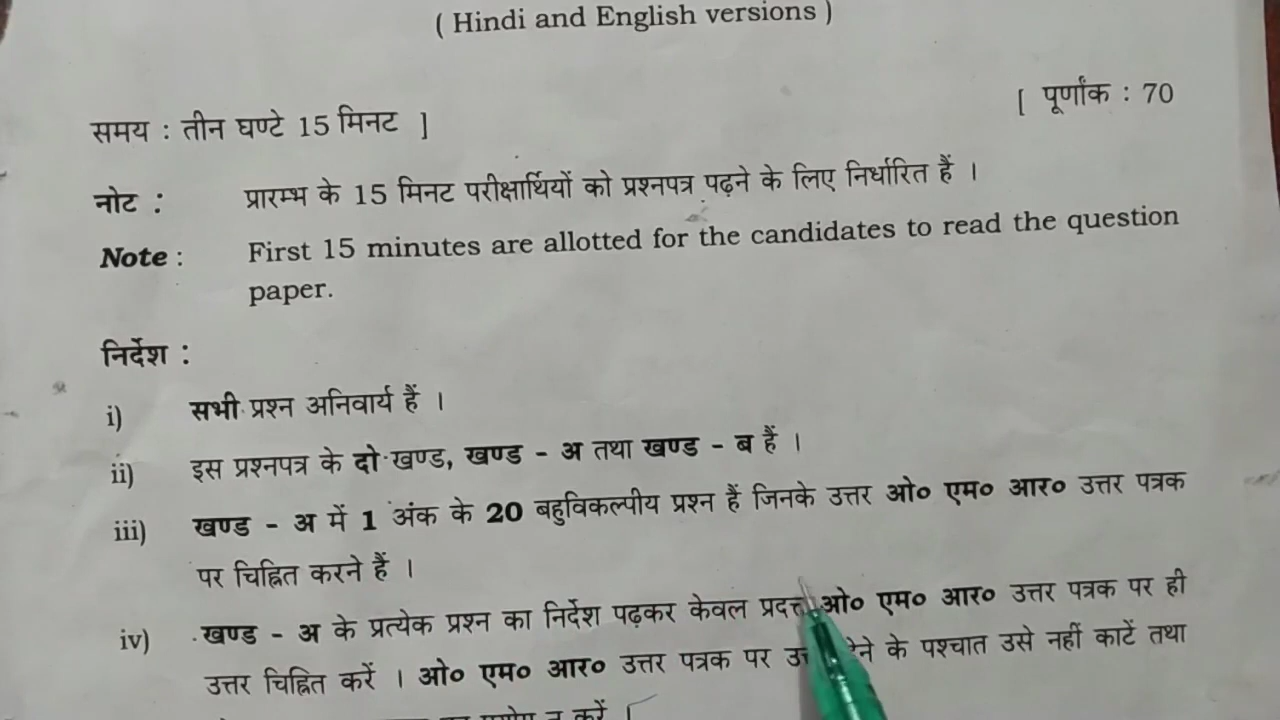 ( Hindi and English versions )
समय : तीन घण्टे 15 मिनट ]
[ पूर्णांक : 70
नोट : प्रारम्भ के 15 मिनट परीक्षार्थियों को प्रश्नपत्र पढ़ने के लिए निर्धारित हैं ।
Note : First 15 minutes are allotted for the candidates to read the question
paper.
निर्देश :
i) सभी प्रश्न अनिवार्य हैं ।
ii) इस प्रश्नपत्र के दो खण्ड, खण्ड - अ तथा खण्ड - ब हैं ।
iii) खण्ड - अ में 1 अंक के 20 बहुविकल्पीय प्रश्न हैं जिनके उत्तर ओ० एम० आर० उत्तर पत्रक
पर चिह्नित करने हैं ।
iv) खण्ड - अ के प्रत्येक प्रश्न का निर्देश पढ़कर केवल प्रदत्त ओ० एम० आर० उत्तर पत्रक पर ही
उत्तर चिह्नित करें । ओ० एम० आर० उत्तर पत्रक पर के पश्चात उसे नहीं काटें तथा
न करें ।